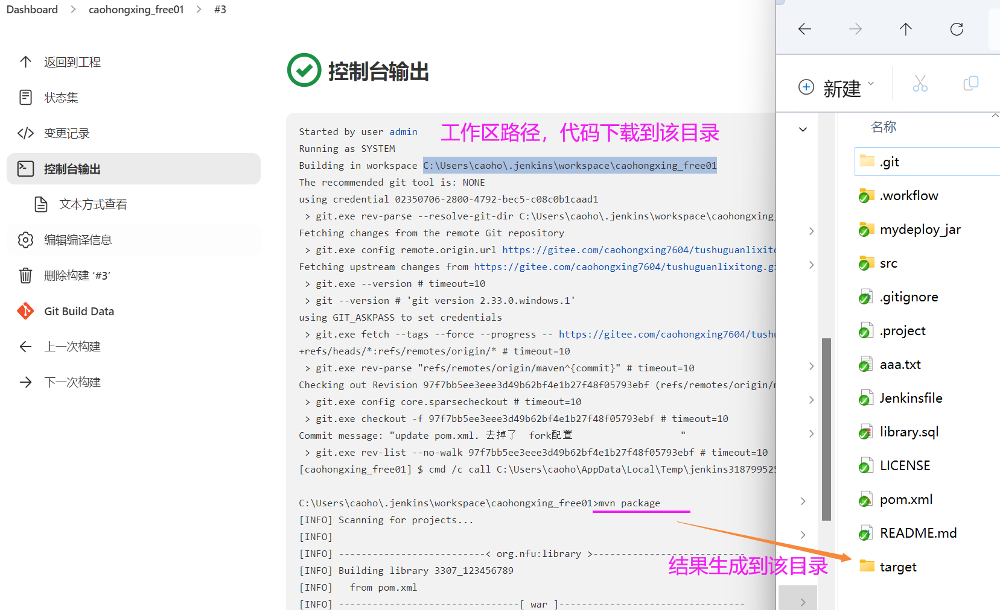 Dashboard > caohongxing_free01 > #3
返回到工程
状态集
变更记录
控制台输出
文本方式查看
编辑编译信息
删除构建 ‘#3’
Git Build Data
上一次构建
下一次构建
控制台输出
工作区路径，代码下载到该目录
Started by user admin
Running as SYSTEM
Building in workspace C:\Users\caoho\.jenkins\workspace\caohongxing_free01
The recommended git tool is: NONE
using credential 02350706-2800-4792-bec5-c08c0b1caad1
> git.exe rev-parse --resolve-git-dir C:\Users\caoho\.jenkins\workspace\caohongxing_
Fetching changes from the remote Git repository
> git.exe config remote.origin.url https://gitee.com/caohongxing7604/tushuguanlixito
Fetching upstream changes from https://gitee.com/caohongxing7604/tushuguanlixitong.gi
> git.exe --version # timeout=10
> git --version # 'git version 2.33.0.windows.1'
using GIT_ASKPASS to set credentials
> git.exe fetch --tags --force --progress -- https://gitee.com/caohongxing7604/tushu
+refs/heads/*:refs/remotes/origin/* # timeout=10
> git.exe rev-parse "refs/remotes/origin/maven^{commit}" # timeout=10
Checking out Revision 97f7bb5ee3eee3d49b62bf4e1b27f48f05793ebf (refs/remotes/origin/m
> git.exe config core.sparsecheckout # timeout=10
> git.exe checkout -f 97f7bb5ee3eee3d49b62bf4e1b27f48f05793ebf # timeout=10
Commit message: "update pom.xml. 去掉了  fork配置 "
> git.exe rev-list --no-walk 97f7bb5ee3eee3d49b62bf4e1b27f48f05793ebf # timeout=10
[caohongxing_free01] $ cmd /c call C:\Users\caoho\AppData\Local\Temp\jenkins318799525
C:\Users\caoho\.jenkins\workspace\caohongxing_free01>mvn package
[INFO] Scanning for projects...
[INFO]
[INFO] --------------------------< org.nfu:library >---------------------------
[INFO] Building library 3307_123456789
[INFO]   from pom.xml
[INFO] --------------------------------[ war ]---------------------------------
结果生成到该目录
新建
名称
.git
.workflow
mydeploy_jar
src
.gitignore
.project
aaa.txt
Jenkinsfile
library.sql
LICENSE
pom.xml
README.md
target